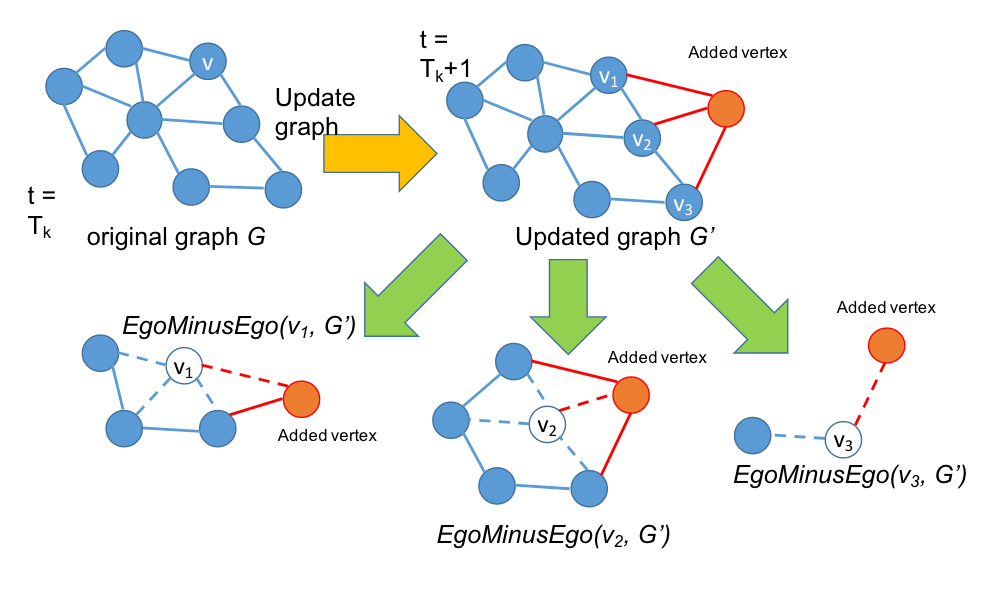 t =
T_k
original graph G
v
Update
graph
t =
T_k+1
Added vertex
v_1
v_2
v_3
Updated graph G’
EgoMinusEgo(v_1, G’)
v_1
Added vertex
Added vertex
v_2
EgoMinusEgo(v_2, G’)
Added vertex
v_3
EgoMinusEgo(v_3, G’)